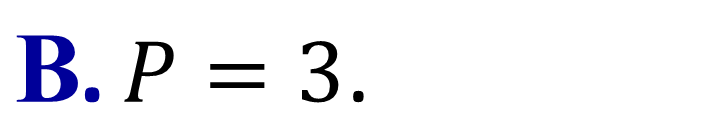 B. P = 3.